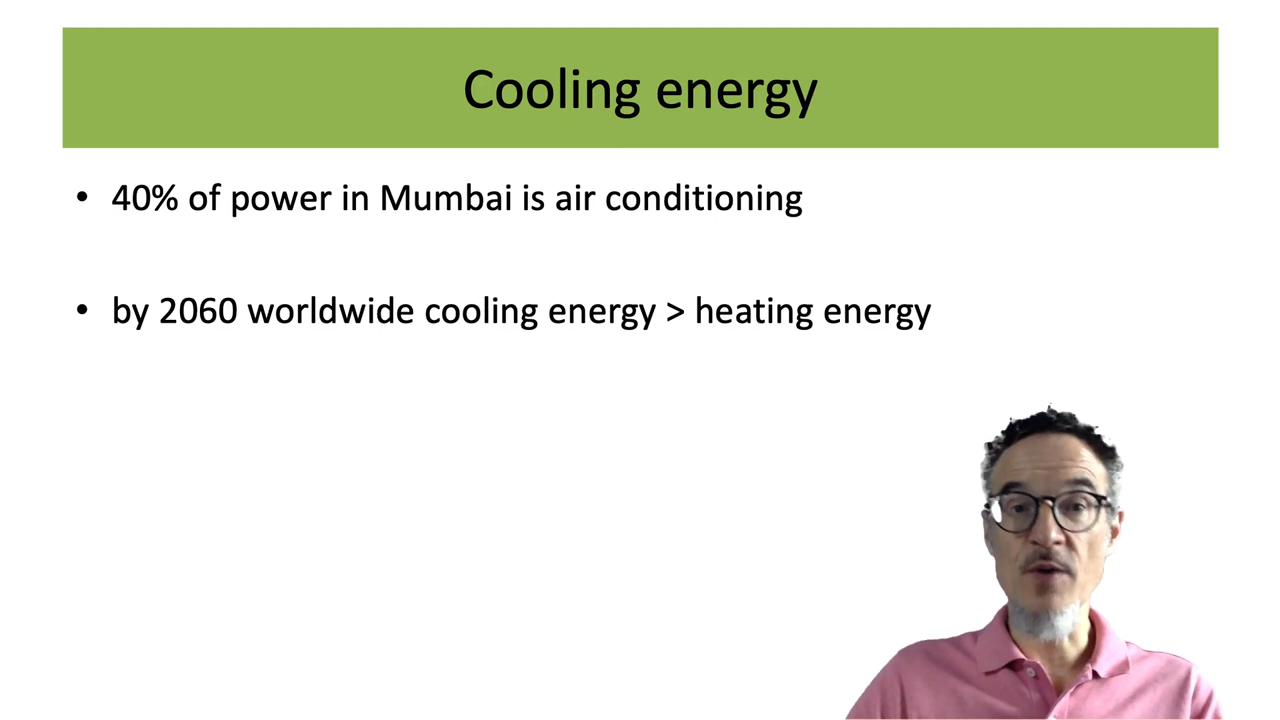 Cooling energy
• 40% of power in Mumbai is air conditioning
• by 2060 worldwide cooling energy > heating energy